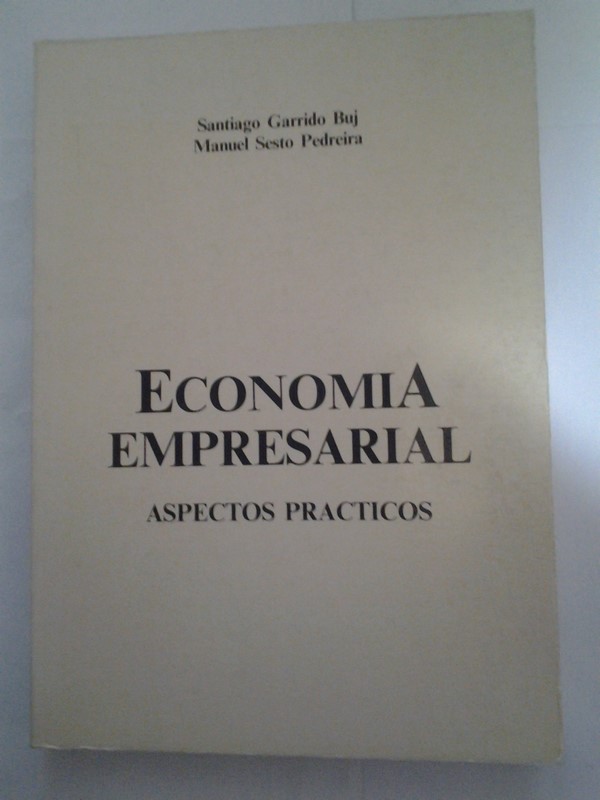 Santiago Garrido Buj
Manuel Sesto Pedreira
ECONOMIA
EMPRESARIAL
ASPECTOS PRACTICOS